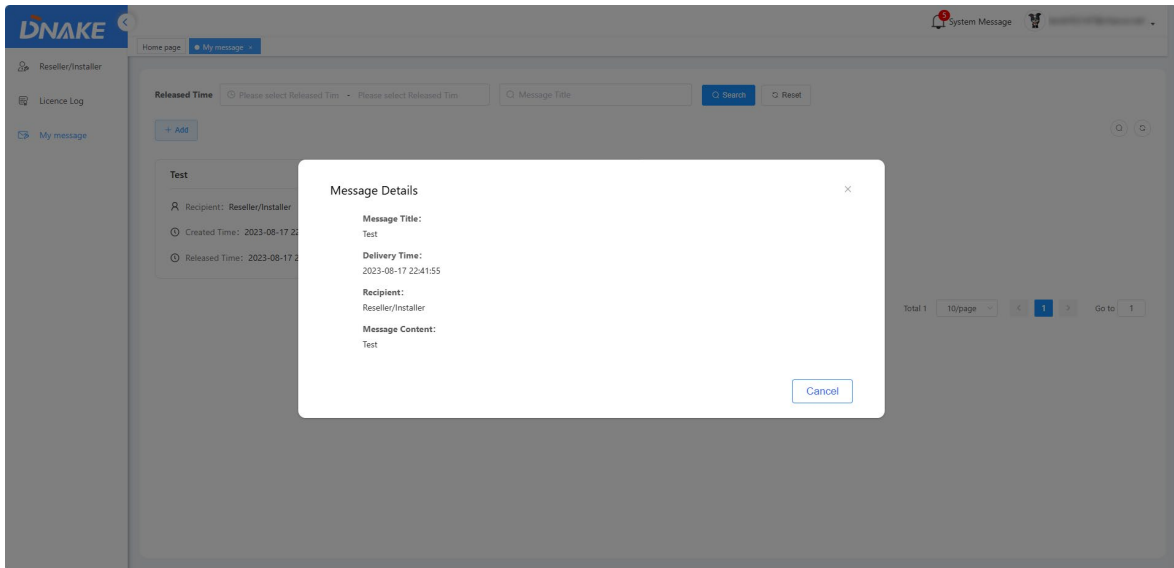 DNAKE
System Message
5
Home page
My message ×
Reseller/Installer
Licence Log
My message
Released Time
Please select Released Tim - Please select Released Tim
Message Title
Search
Reset
+ Add
Test
Recipient: Reseller/Installer
Created Time: 2023-08-17 22
Released Time: 2023-08-17 2
Message Details
Message Title:
Test
Delivery Time:
2023-08-17 22:41:55
Recipient:
Reseller/Installer
Message Content:
Test
Cancel
Total 1
10/page
< 1 >
Go to 1